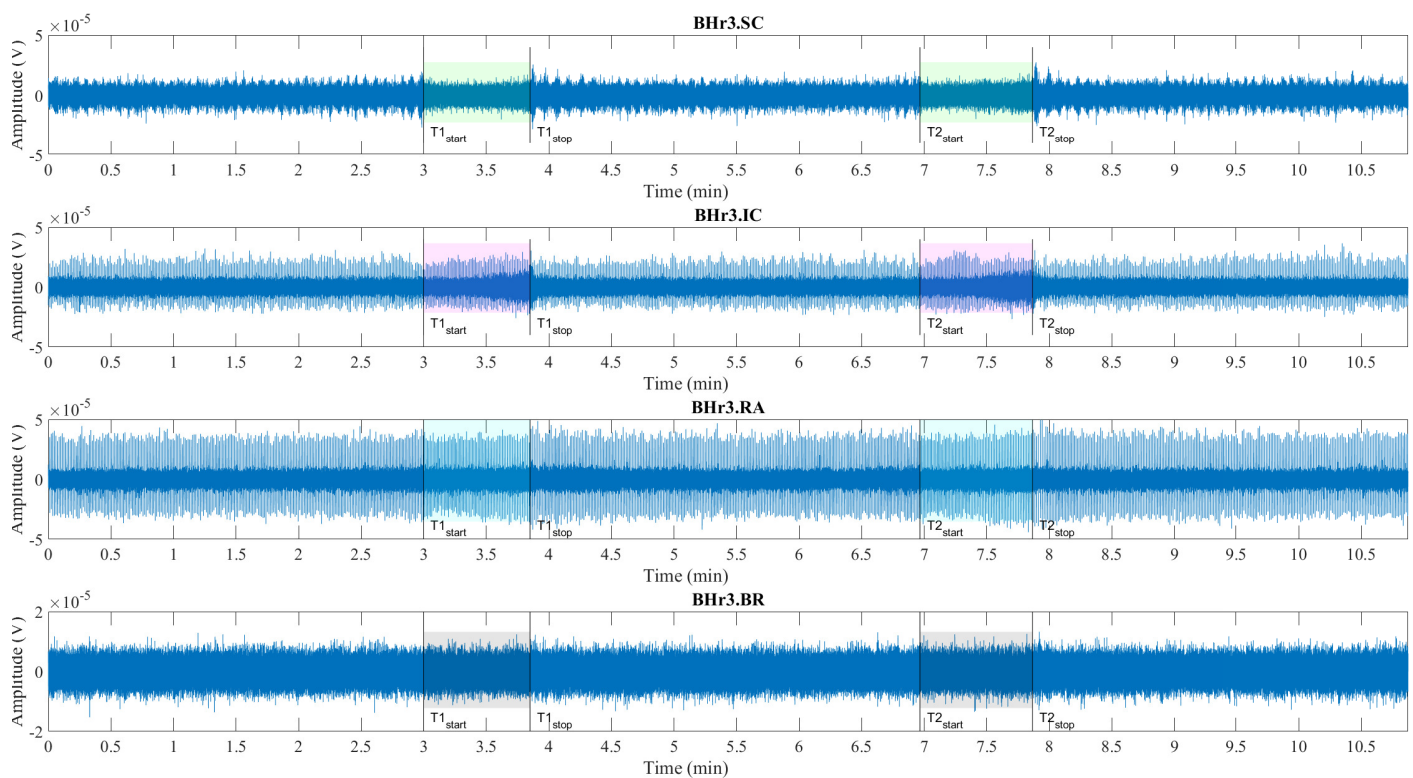 BHr3.SC
×10⁻⁵
5
0
-5
Amplitude (V)
T1start T1stop T2start T2stop
0 0.5 1 1.5 2 2.5 3 3.5 4 4.5 5 5.5 6 6.5 7 7.5 8 8.5 9 9.5 10 10.5
Time (min)
BHr3.IC
×10⁻⁵
5
0
-5
Amplitude (V)
T1start T1stop T2start T2stop
0 0.5 1 1.5 2 2.5 3 3.5 4 4.5 5 5.5 6 6.5 7 7.5 8 8.5 9 9.5 10 10.5
Time (min)
BHr3.RA
×10⁻⁵
5
0
-5
Amplitude (V)
T1start T1stop T2start T2stop
0 0.5 1 1.5 2 2.5 3 3.5 4 4.5 5 5.5 6 6.5 7 7.5 8 8.5 9 9.5 10 10.5
Time (min)
BHr3.BR
×10⁻⁵
2
0
-2
Amplitude (V)
T1start T1stop T2start T2stop
0 0.5 1 1.5 2 2.5 3 3.5 4 4.5 5 5.5 6 6.5 7 7.5 8 8.5 9 9.5 10 10.5
Time (min)